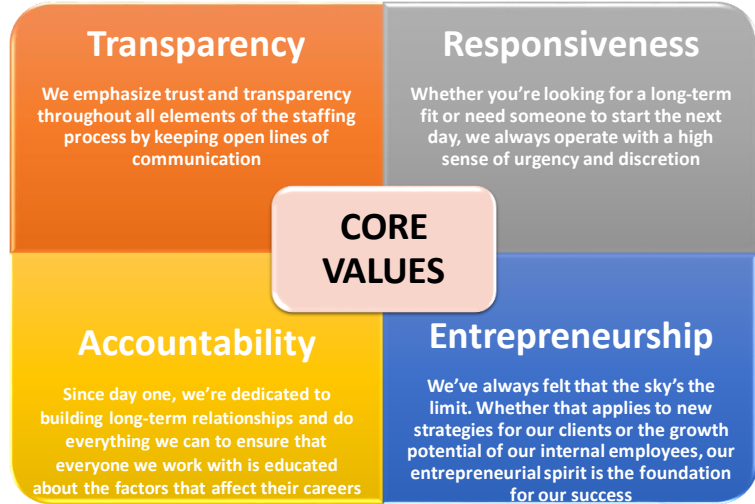 Transparency
We emphasize trust and transparency
throughout all elements of the staffing
process by keeping open lines of
communication
Responsiveness
Whether you're looking for a long-term
fit or need someone to start the next
day, we always operate with a high
sense of urgency and discretion
CORE
VALUES
Accountability
Since day one, we're dedicated to
building long-term relationships and do
everything we can to ensure that
everyone we work with is educated
about the factors that affect their careers
Entrepreneurship
We've always felt that the sky's the
limit. Whether that applies to new
strategies for our clients or the growth
potential of our internal employees, our
entrepreneurial spirit is the foundation
for our success